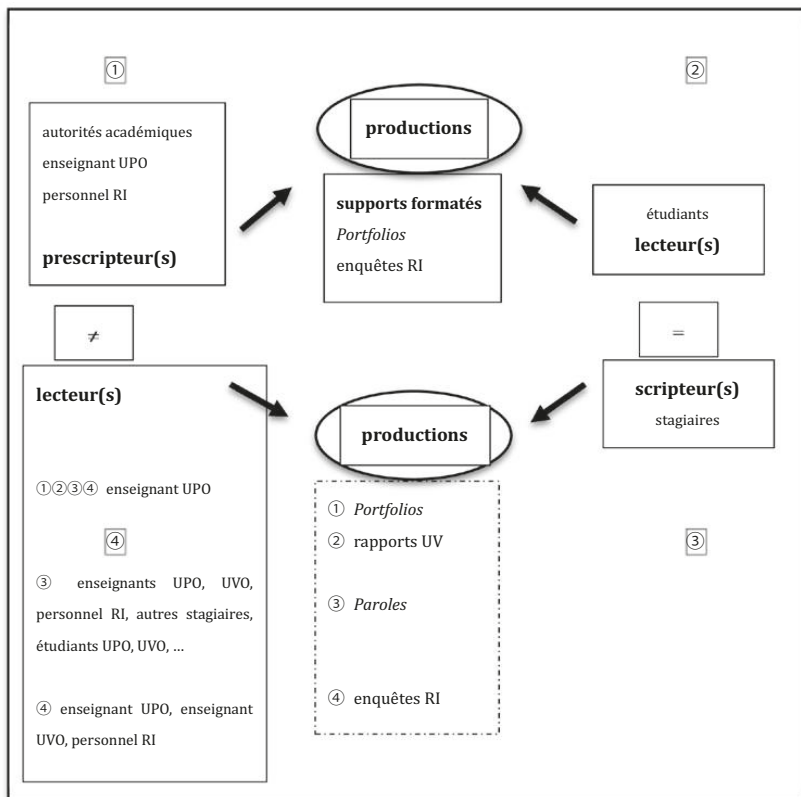 ①
②
autorités académiques
enseignant UPO
personnel RI
prescripteur(s)
productions
supports formatés
Portfolios
enquêtes RI
étudiants
lecteur(s)
≠
=
lecteur(s)
①②③④ enseignant UPO
④
③ enseignants UPO, UVO,
personnel RI, autres stagiaires,
étudiants UPO, UVO, ...
④ enseignant UPO, enseignant
UVO, personnel RI
productions
① Portfolios
② rapports UV
③ Paroles
④ enquêtes RI
scripteur(s)
stagiaires
③